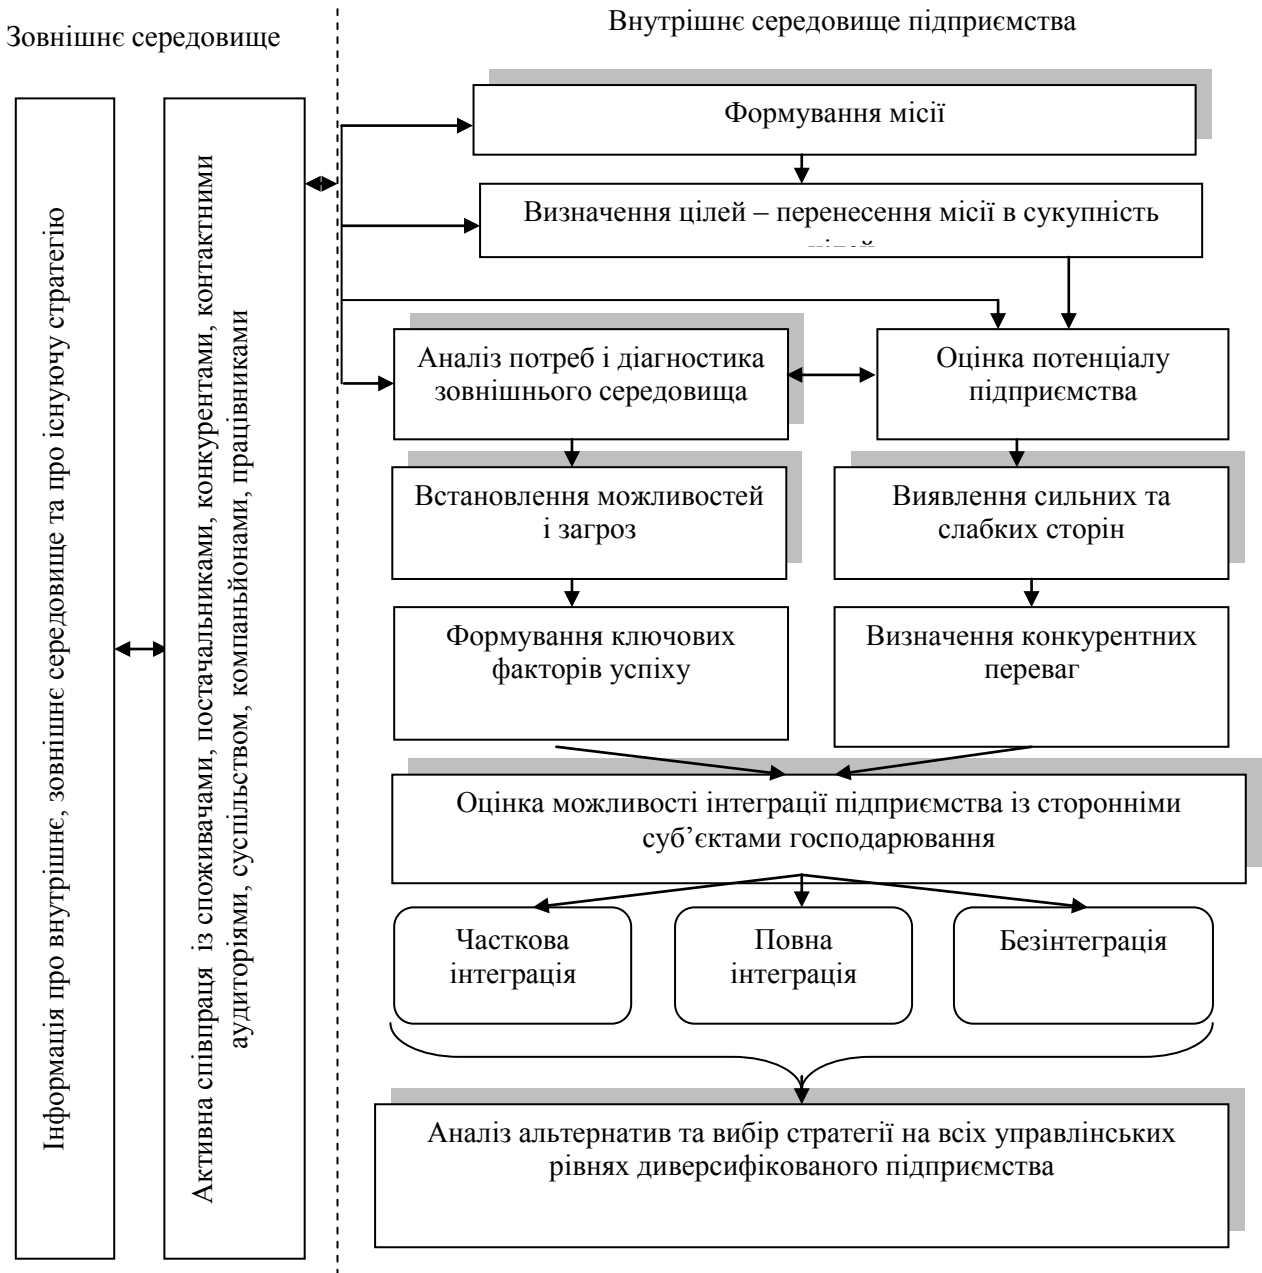 Зовнішнє середовище
Внутрішнє середовище підприємства
Інформація про внутрішнє, зовнішнє середовище та про існуючу стратегію
Активна співпраця із споживачами, постачальниками, конкурентами, контактними
аудиторіями, суспільством, компаньйонами, працівниками
Формування місії
Визначення цілей – перенесення місії в сукупність
Аналіз потреб і діагностика
зовнішнього середовища
Оцінка потенціалу
підприємства
Встановлення можливостей
і загроз
Виявлення сильних та
слабких сторін
Формування ключових
факторів успіху
Визначення конкурентних
переваг
Оцінка можливості інтеграції підприємства із сторонніми
суб’єктами господарювання
Часткова
інтеграція
Повна
інтеграція
Безінтеграція
Аналіз альтернатив та вибір стратегії на всіх управлінських
рівнях диверсифікованого підприємства